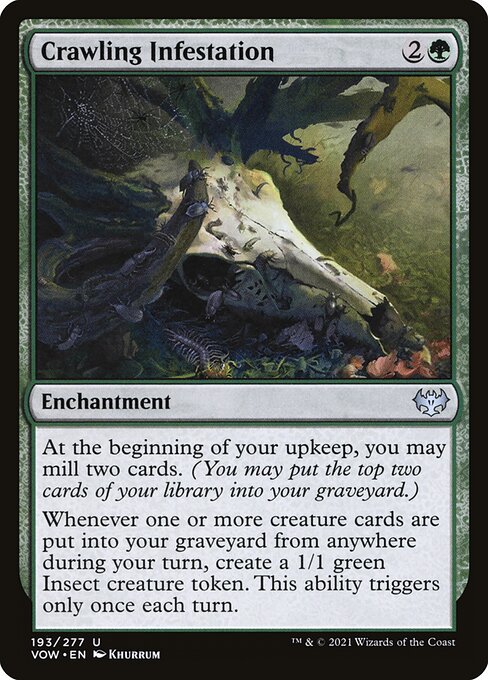 Crawling Infestation 2
Enchantment
At the beginning of your upkeep, you may
mill two cards. (You may put the top two
cards of your library into your graveyard.)
Whenever one or more creature cards are
put into your graveyard from anywhere
during your turn, create a 1/1 green
Insect creature token. This ability triggers
only once each turn.
193/277 U
VOW • EN Khurrum
™ & © 2021 Wizards of the Coast